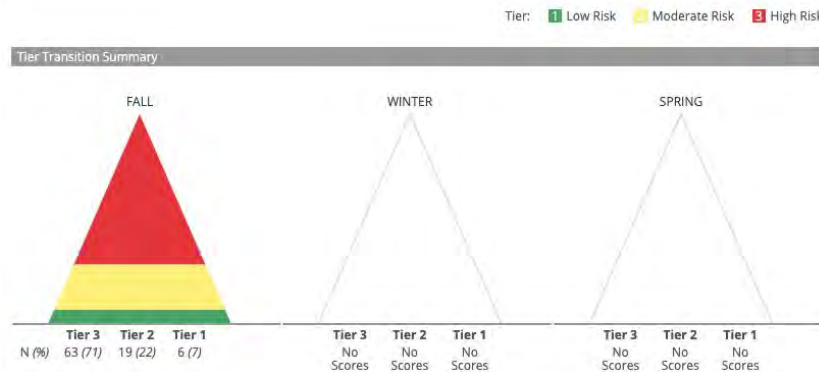 Tier: 1 Low Risk 2 Moderate Risk 3 High Risk
Tier Transition Summary
FALL WINTER SPRING
Tier 3 Tier 2 Tier 1 Tier 3 Tier 2 Tier 1 Tier 3 Tier 2 Tier 1
N (%) 63 (71) 19 (22) 6 (7) No No No No No No
Scores Scores Scores Scores Scores Scores